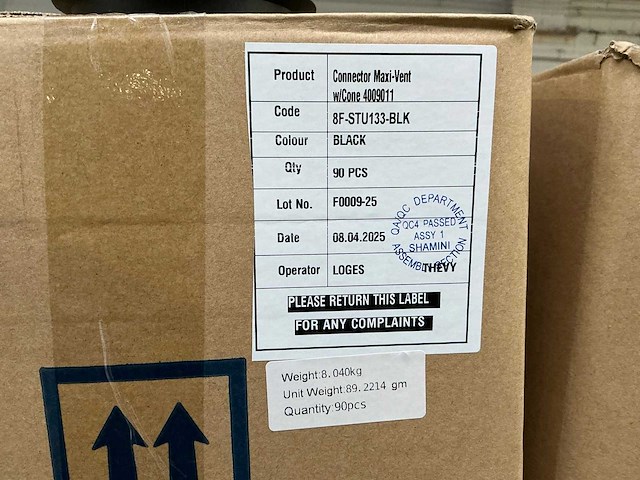 Product Connector Maxi-Vent
w/Cone 4009011
Code 8F-STU133-BLK
Colour BLACK
Qty 90 PCS
Lot No. F0009-25
Date 08.04.2025
Operator LOGES THEVY
QA/QC DEPARTMENT
QC4 PASSED
ASSY 1
SHAMINI
ASSEMBLY SECTION
PLEASE RETURN THIS LABEL
FOR ANY COMPLAINTS
Weight:8.040kg
Unit Weight:89.2214 gm
Quantity:90pcs